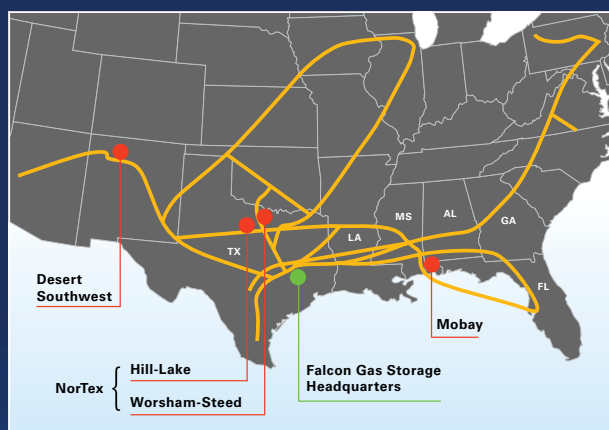 MS
AL
GA
LA
TX
FL
Desert
Southwest
Mobay
NorTex
Hill-Lake
Worsham-Steed
Falcon Gas Storage
Headquarters